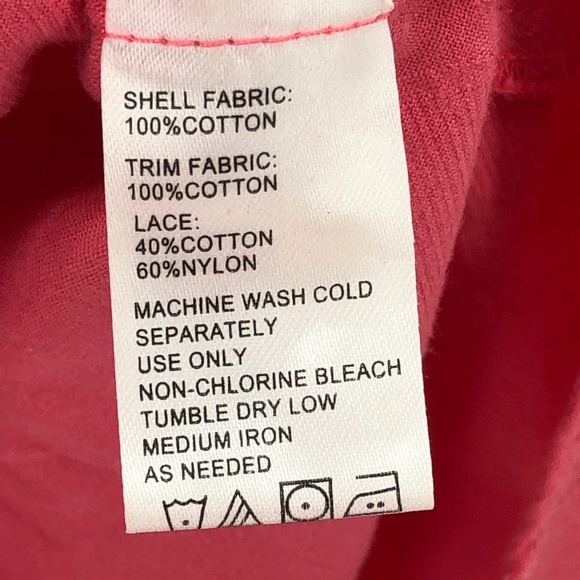 SHELL FABRIC:
100%COTTON
TRIM FABRIC:
100%COTTON
LACE:
40%COTTON
60%NYLON
MACHINE WASH COLD
SEPARATELY
USE ONLY
NON-CHLORINE BLEACH
TUMBLE DRY LOW
MEDIUM IRON
AS NEEDED